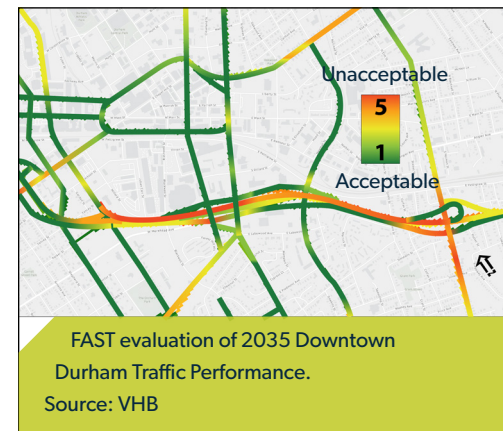 Unacceptable
5
1
Acceptable
FAST evaluation of 2035 Downtown
Durham Traffic Performance.
Source: VHB